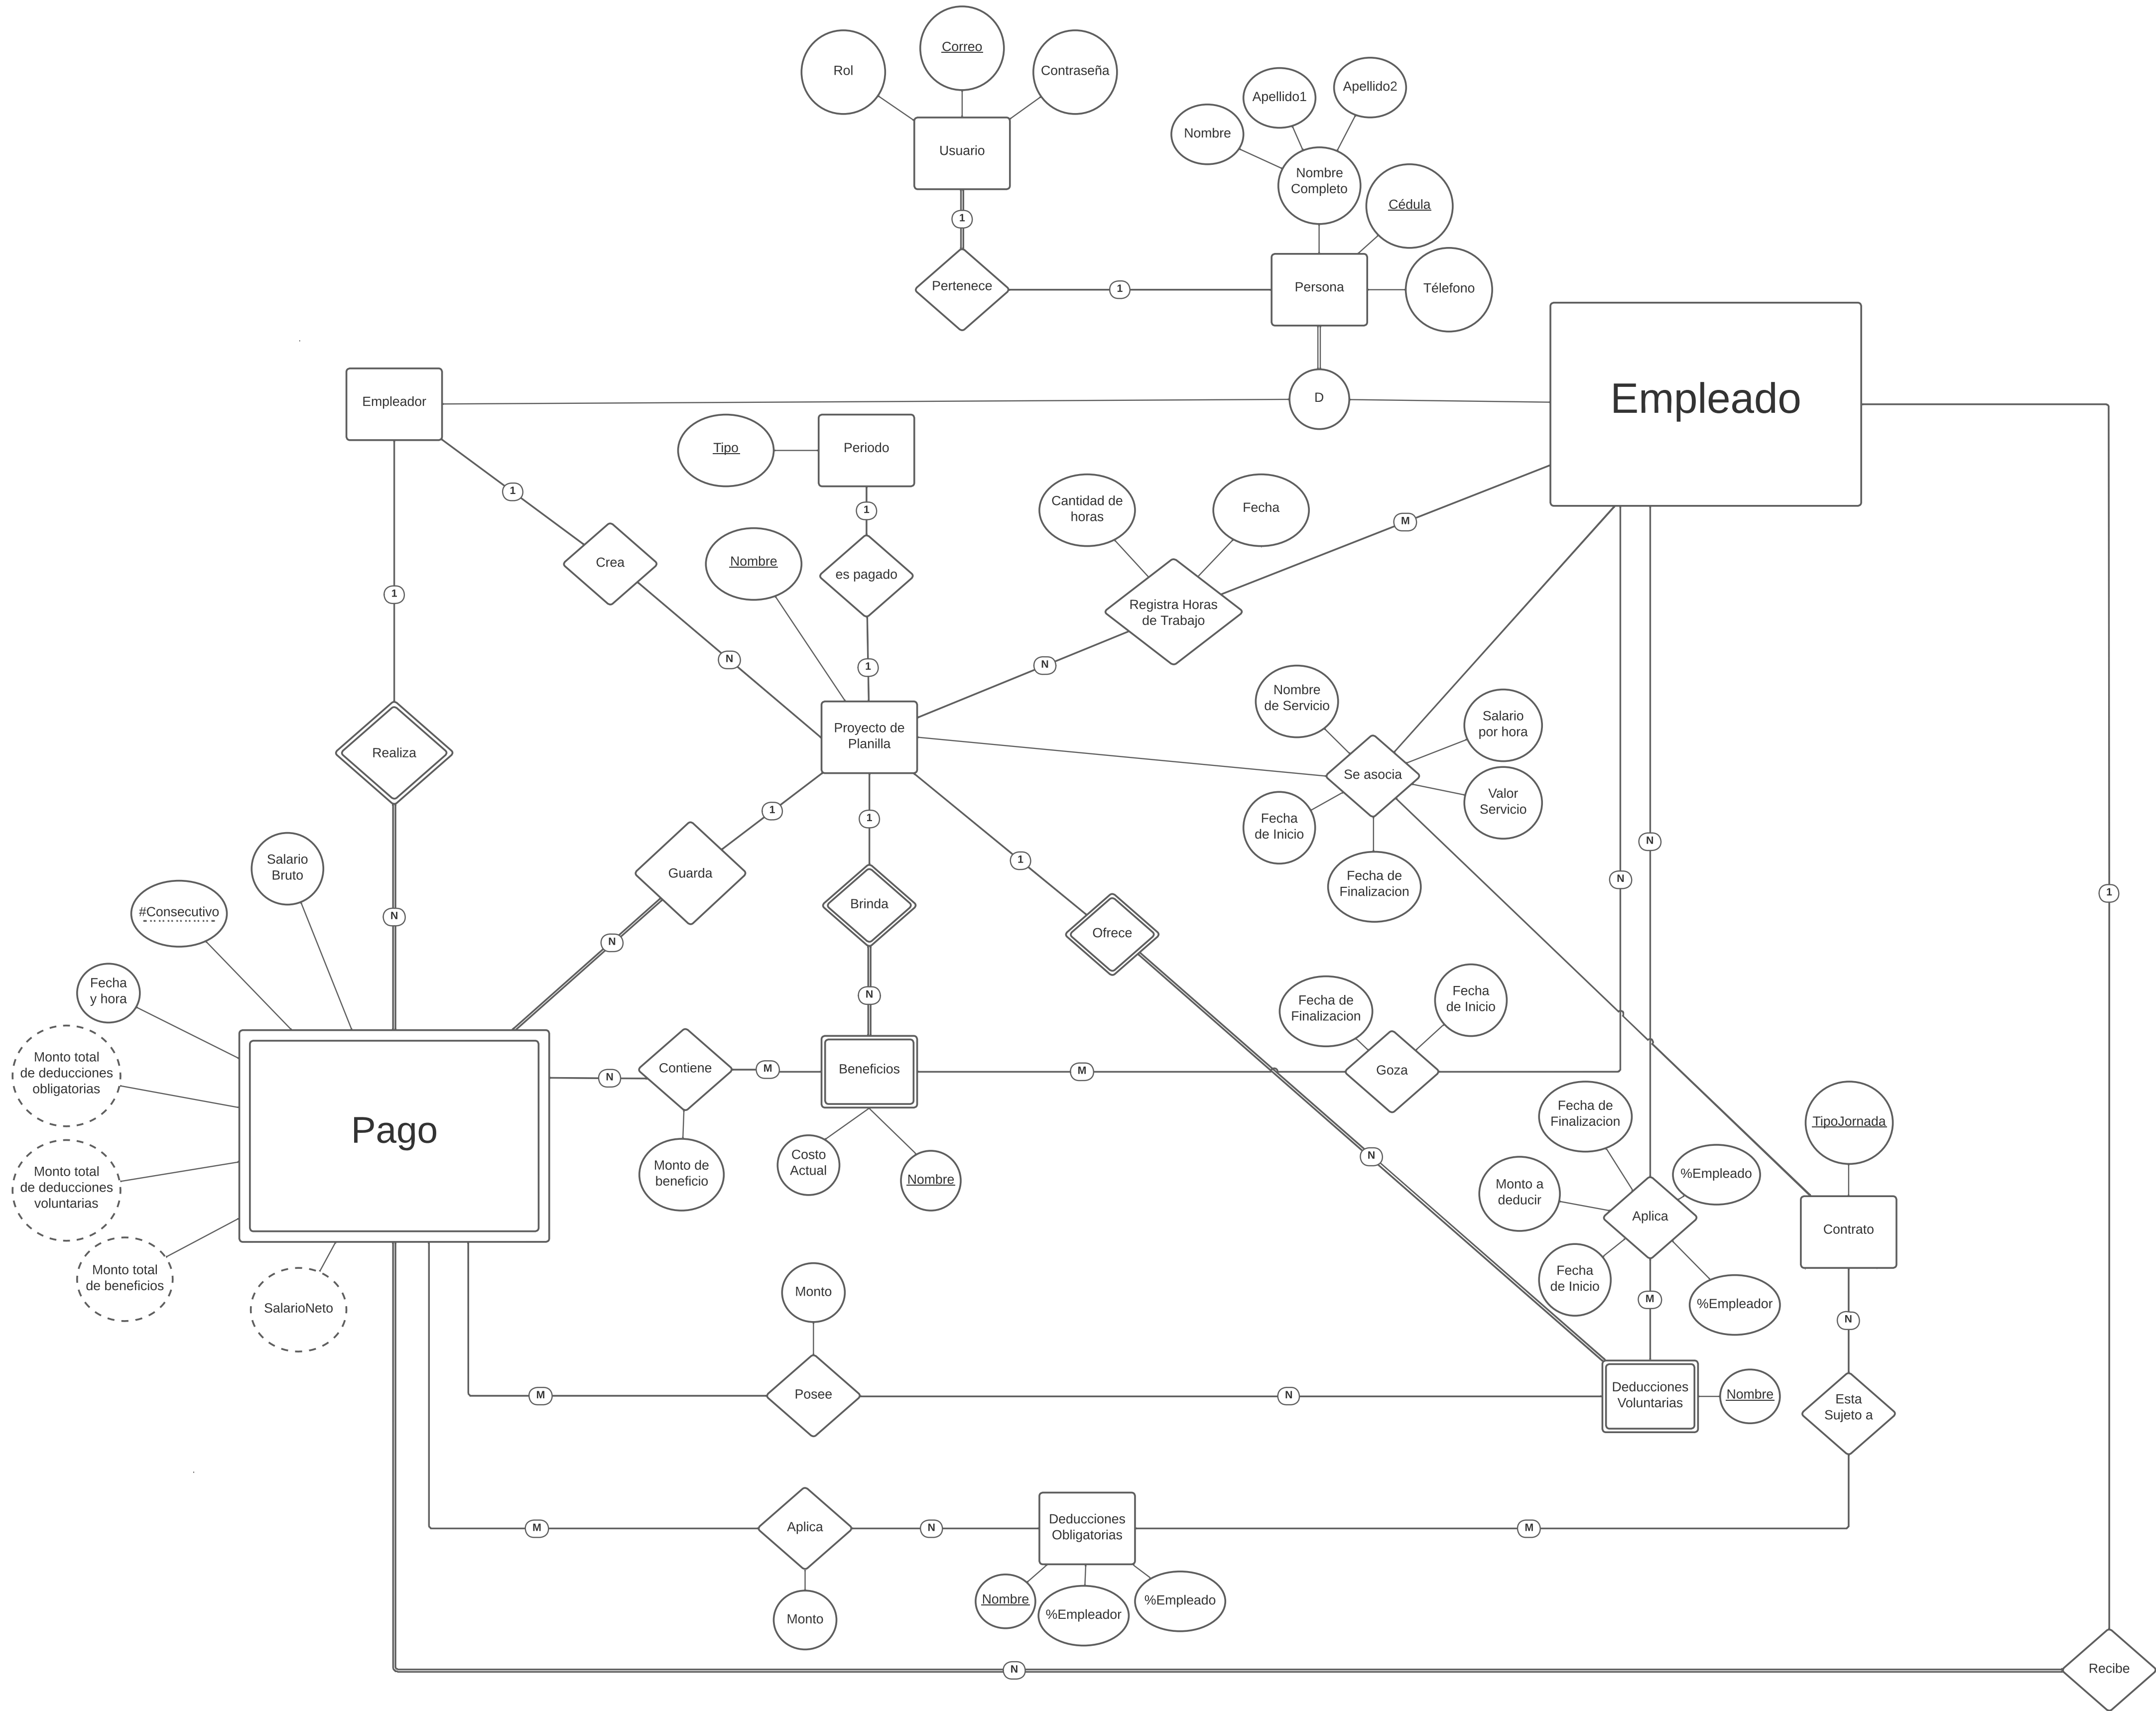 Rol
Correo
Contraseña
Usuario
1
Pertenece
1
Nombre
Apellido1
Apellido2
Nombre
Completo
Cédula
Persona
Télefono
Empleador
D
Empleado
Tipo
Periodo
1
es pagado
1
1
Crea
N
Nombre
Cantidad de
horas
Fecha
Registra Horas
de Trabajo
M
N
1
Realiza
N
Proyecto de
Planilla
Nombre
de Servicio
Salario
por hora
Se asocia
Valor
Servicio
Fecha
de Inicio
Fecha de
Finalizacion
1
Guarda
N
1
Brinda
N
1
Ofrece
N
N
N
1
Salario
Bruto
#Consecutivo
Fecha
y hora
Monto total
de deducciones
obligatorias
Monto total
de deducciones
voluntarias
Monto total
de beneficios
SalarioNeto
Pago
N
Contiene
M
Monto de
beneficio
Beneficios
Costo
Actual
Nombre
M
Goza
Fecha de
Finalizacion
Fecha
de Inicio
Fecha de
Finalizacion
%Empleado
Monto a
deducir
Aplica
Fecha
de Inicio
%Empleador
M
TipoJornada
Contrato
N
Esta
Sujeto a
Monto
M
Posee
N
Deducciones
Voluntarias
Nombre
M
Aplica
N
Monto
Deducciones
Obligatorias
M
Nombre
%Empleador
%Empleado
N
Recibe